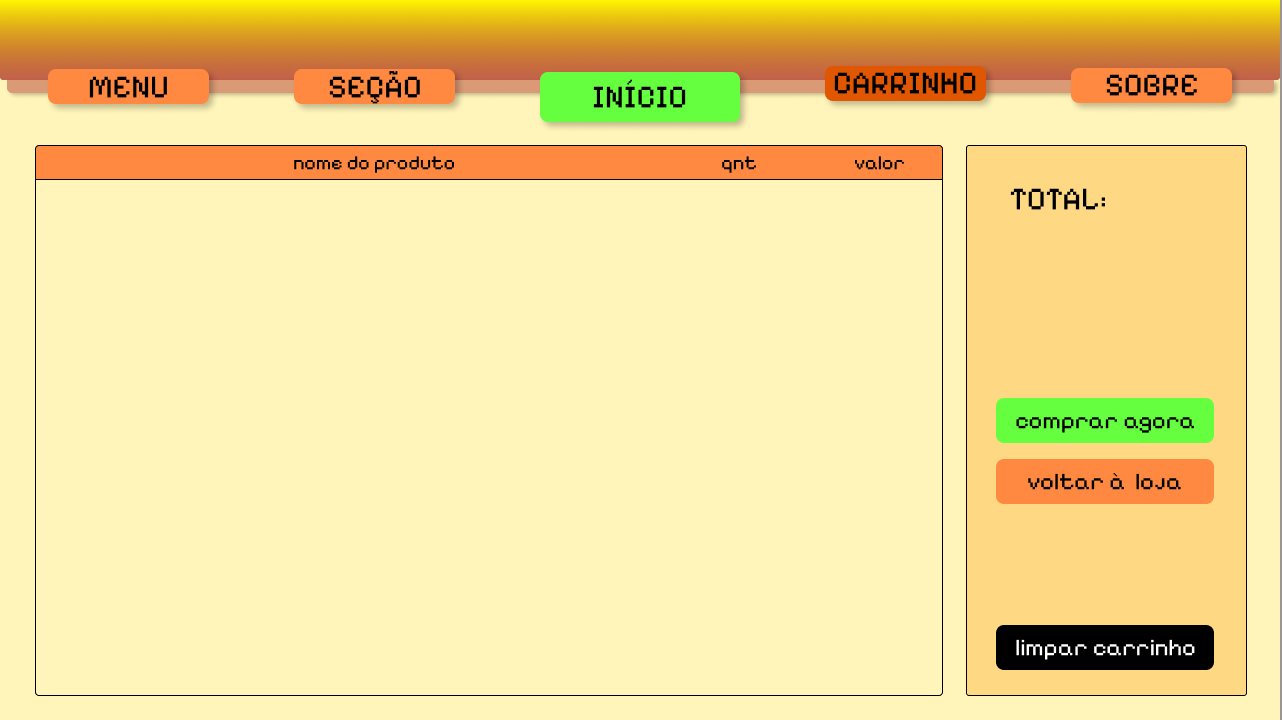 MENU
SEÇÃO
INÍCIO
CARRINHO
SOBRE
nome do produto qnt valor
TOTAL:
comprar agora
voltar à loja
limpar carrinho